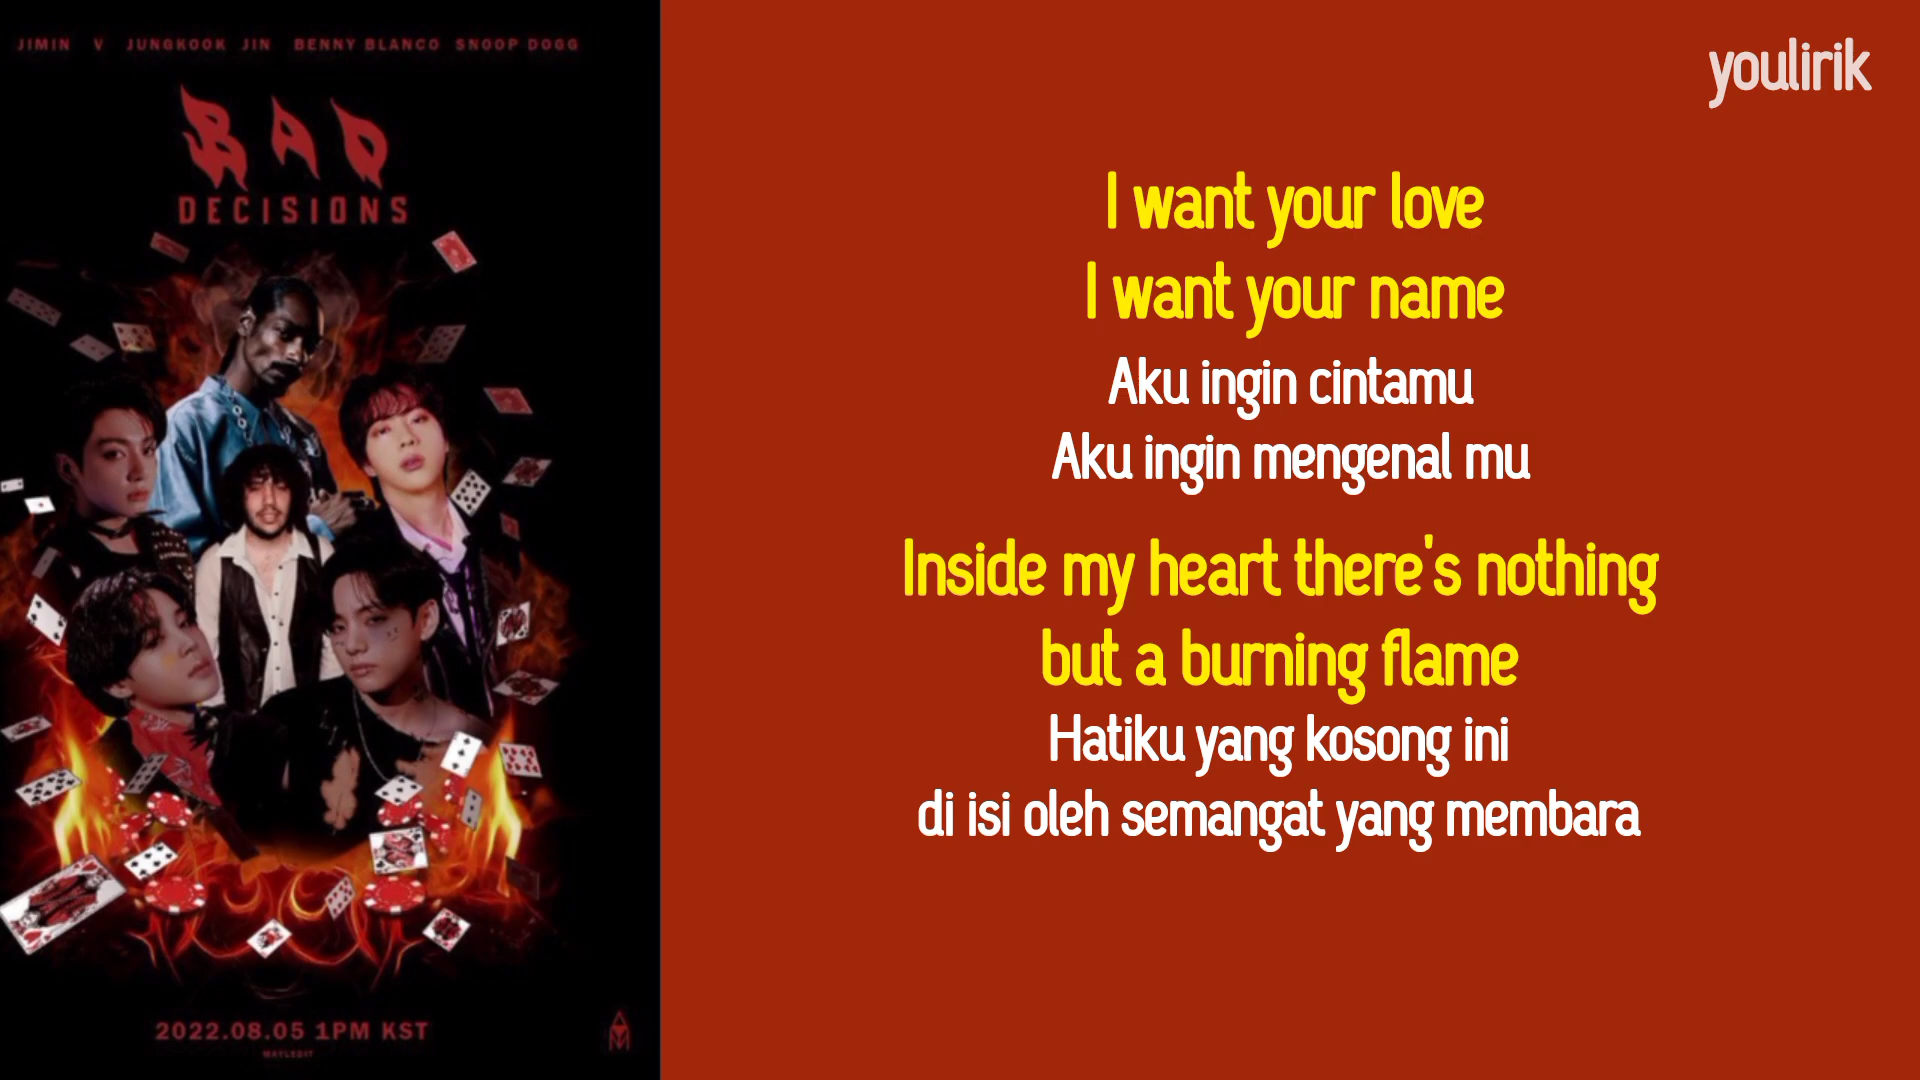 JIMIN V JUNGKOOK JIN BENNY BLANCO SNOOP DOGG
BAD
DECISIONS
2022.08.05 1PM KST
MAYLEDIT
youlirik
I want your love
I want your name
Aku ingin cintamu
Aku ingin mengenal mu
Inside my heart there's nothing
but a burning flame
Hatiku yang kosong ini
di isi oleh semangat yang membara